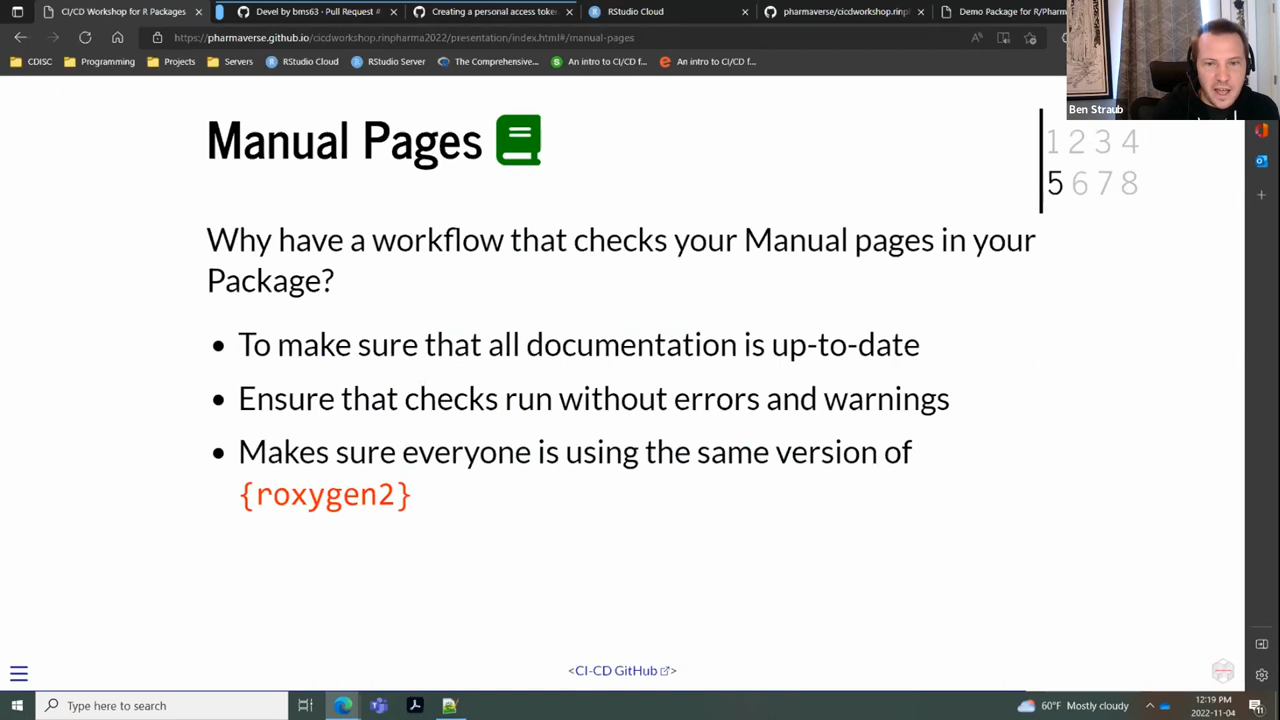 CI/CD Workshop for R Packages
Devel by bms63 · Pull Request #
Creating a personal access toke
RStudio Cloud
pharmaverse/cicdworkshop.rinp
Demo Package for R/Pharm
https://pharmaverse.github.io/cicdworkshop.rinpharma2022/presentation/index.html#/manual-pages
CDISC
Programming
Projects
Servers
RStudio Cloud
RStudio Server
The Comprehensive...
An intro to CI/CD f...
An intro to CI/CD f...
Ben Straub
Manual Pages
1 2 3 4
5 6 7 8
Why have a workflow that checks your Manual pages in your
Package?
• To make sure that all documentation is up-to-date
• Ensure that checks run without errors and warnings
• Makes sure everyone is using the same version of
{roxygen2}
<CI-CD GitHub>
Type here to search
60°F Mostly cloudy
12:19 PM
2022-11-04
11